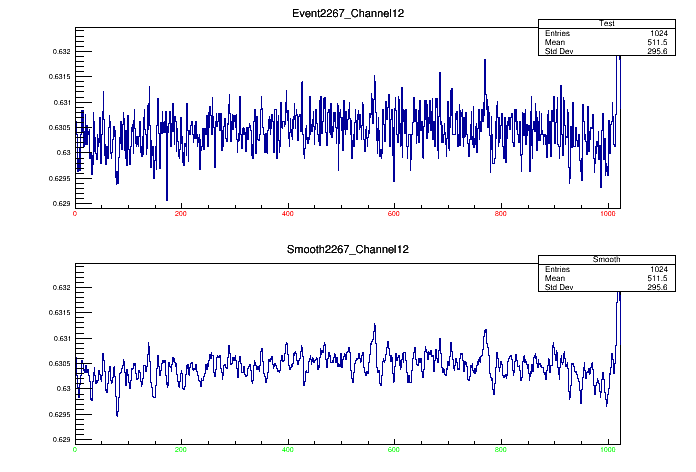 Event2267_Channel12
Test
Entries 1024
Mean 511.5
Std Dev 295.6
0.632
0.6315
0.631
0.6305
0.63
0.6295
0.629
0 200 400 600 800 1000
Smooth2267_Channel12
Smooth
Entries 1024
Mean 511.5
Std Dev 295.6
0.632
0.6315
0.631
0.6305
0.63
0.6295
0.629
0 200 400 600 800 1000